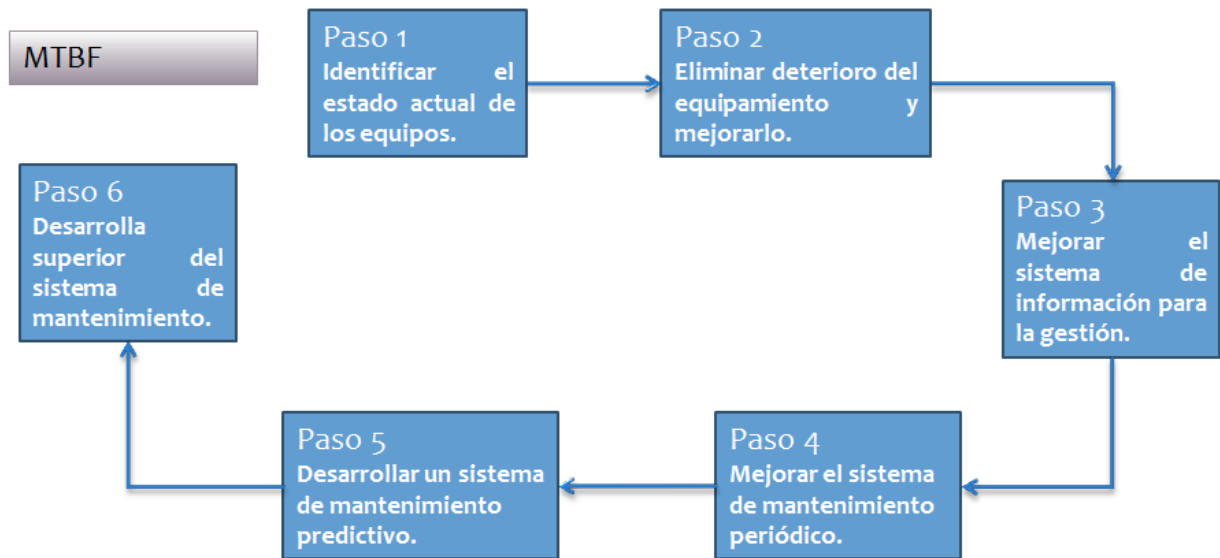 MTBF
Paso 1
Identificar el
estado actual de
los equipos.
Paso 2
Eliminar deterioro del
equipamiento y
mejorarlo.
Paso 3
Mejorar el
sistema de
información para
la gestión.
Paso 4
Mejorar el sistema
de mantenimiento
periódico.
Paso 5
Desarrollar un sistema
de mantenimiento
predictivo.
Paso 6
Desarrolla
superior del
sistema de
mantenimiento.